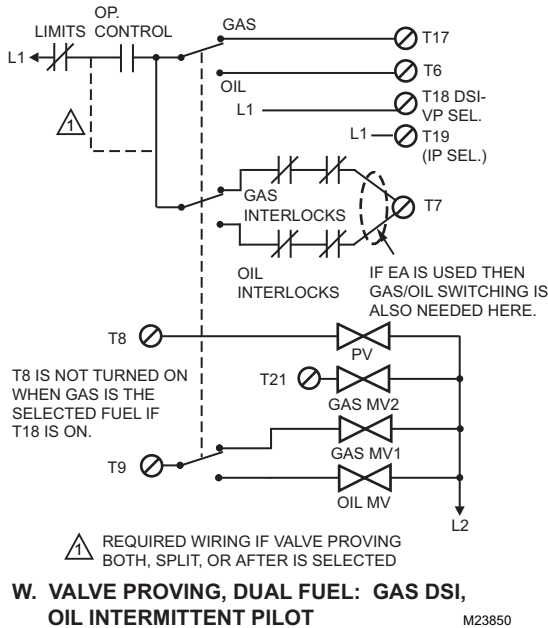 OP.
LIMITS CONTROL
GAS
T17
L1
T6
OIL
T18 DSI-
VP SEL.
L1
1
L1
T19
(IP SEL.)
GAS
INTERLOCKS
T7
OIL
INTERLOCKS
IF EA IS USED THEN
GAS/OIL SWITCHING IS
ALSO NEEDED HERE.
T8
PV
T8 IS NOT TURNED ON
WHEN GAS IS THE
SELECTED FUEL IF
T18 IS ON.
T21
GAS MV2
GAS MV1
T9
OIL MV
L2
1 REQUIRED WIRING IF VALVE PROVING
BOTH, SPLIT, OR AFTER IS SELECTED
W. VALVE PROVING, DUAL FUEL: GAS DSI,
OIL INTERMITTENT PILOT
M23850